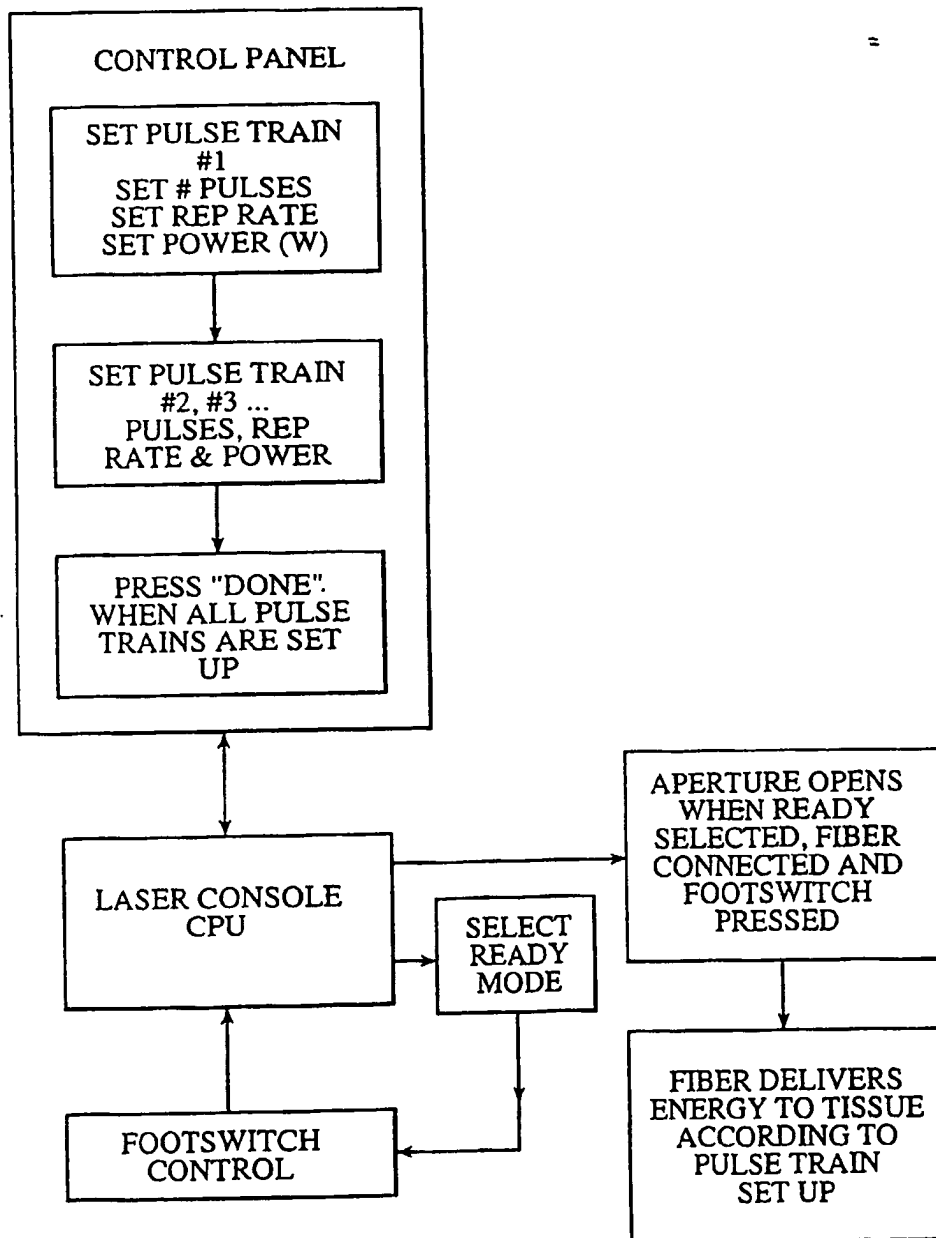 CONTROL PANEL
SET PULSE TRAIN
#1
SET # PULSES
SET REP RATE
SET POWER (W)
SET PULSE TRAIN
#2, #3 ...
PULSES, REP
RATE & POWER
PRESS "DONE".
WHEN ALL PULSE
TRAINS ARE SET
UP
LASER CONSOLE
CPU
SELECT
READY
MODE
FOOTSWITCH
CONTROL
APERTURE OPENS
WHEN READY
SELECTED, FIBER
CONNECTED AND
FOOTSWITCH
PRESSED
FIBER DELIVERS
ENERGY TO TISSUE
ACCORDING TO
PULSE TRAIN
SET UP